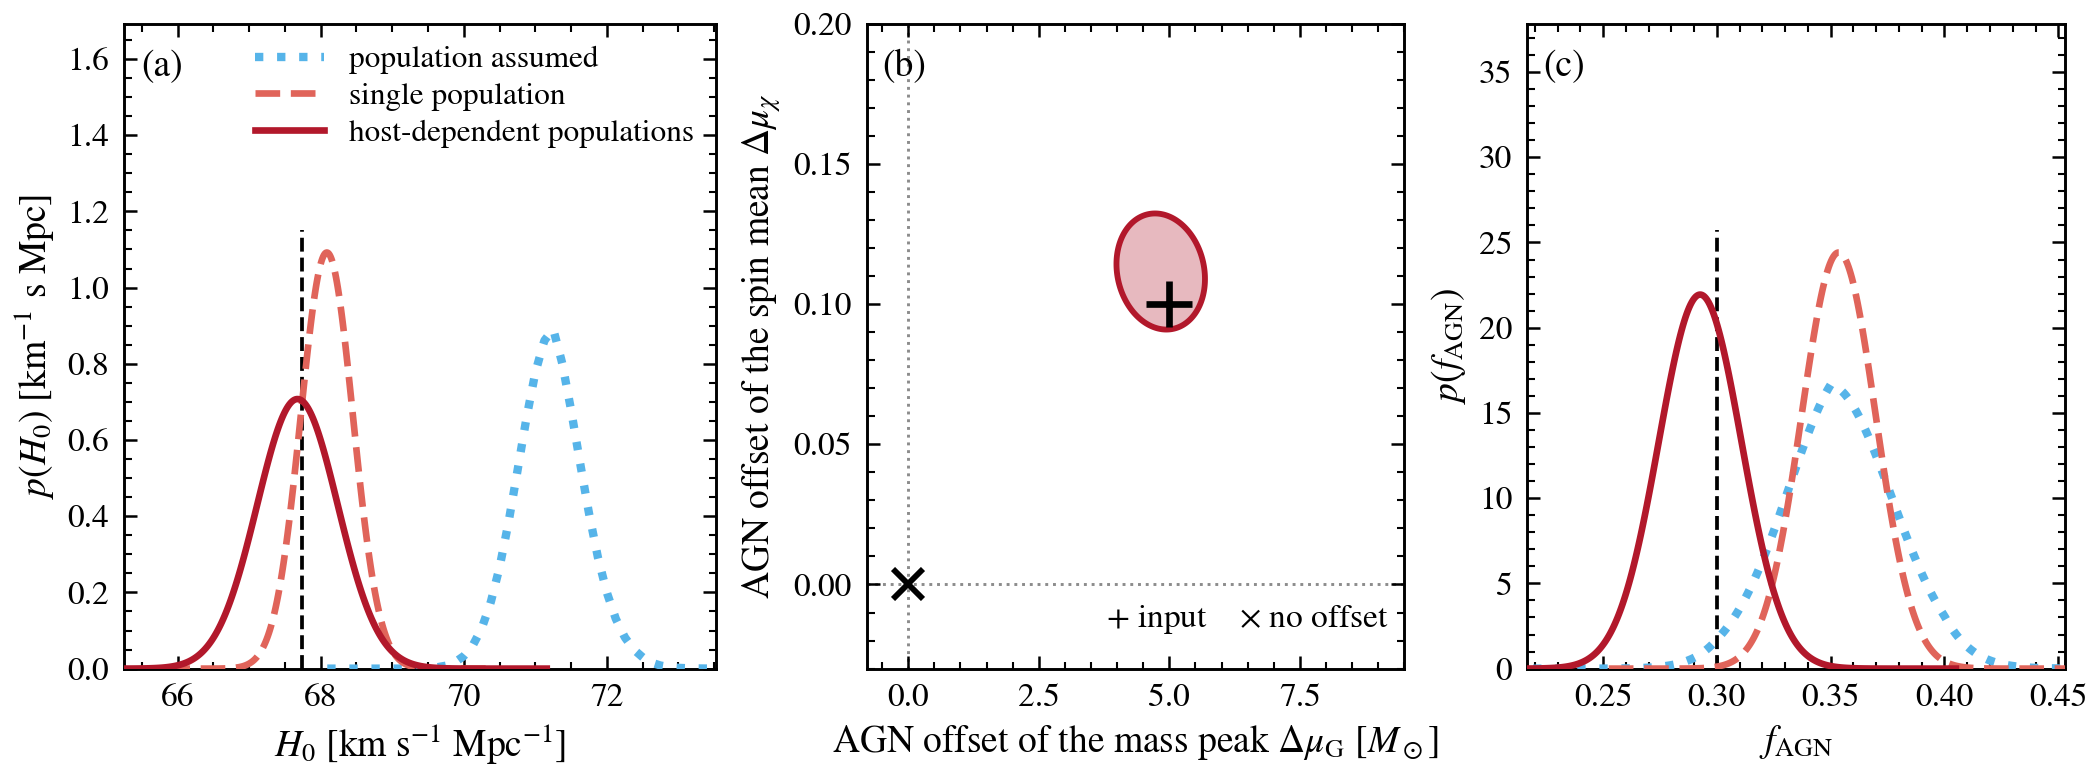 (a)
population assumed
single population
host-dependent populations
1.6
1.4
1.2
1.0
0.8
0.6
0.4
0.2
0.0
p(H₀) [km⁻¹ s Mpc]
66 68 70 72
H₀ [km s⁻¹ Mpc⁻¹]
(b)
0.20
0.15
0.10
0.05
0.00
AGN offset of the spin mean Δμᵪ
+ input × no offset
0.0 2.5 5.0 7.5
AGN offset of the mass peak Δμ_G [M_⊙]
(c)
35
30
25
20
15
10
5
0
p(f_AGN)
0.25 0.30 0.35 0.40 0.45
f_AGN